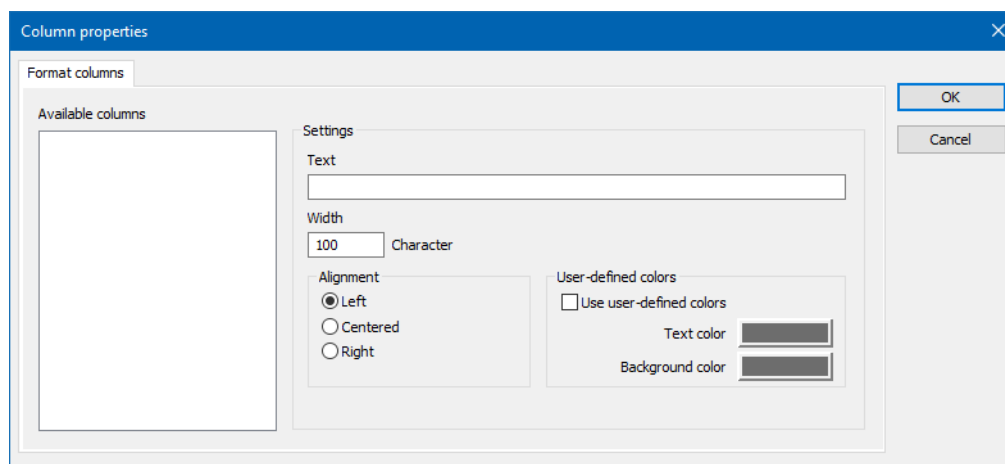 Column properties
Format columns
OK
Available columns
Cancel
Settings
Text
Width
100 Character
Alignment
User-defined colors
Left
Use user-defined colors
Centered
Text color
Right
Background color